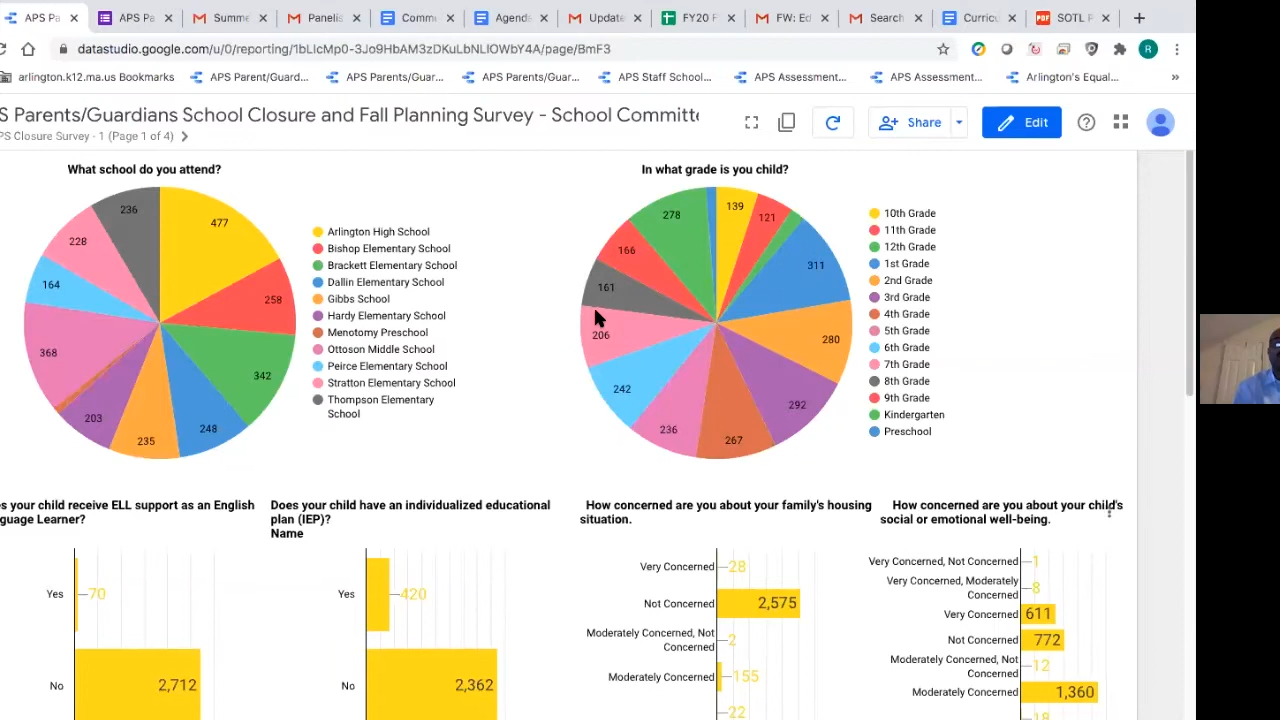 APS Pa
APS Pa
Summe
Panelis
Comm
Agend
Update
FY20 F
FW: Ed
Search
Curricu
SOTL P
datastudio.google.com/u/0/reporting/1bLIcMp0-3Jo9HbAM3zDKuLbNLIOWbY4A/page/BmF3
R
arlington.k12.ma.us Bookmarks
APS Parent/Guard...
APS Parents/Guar...
APS Parents/Guar...
APS Staff School...
APS Assessment...
APS Assessment...
Arlington's Equal...
S Parents/Guardians School Closure and Fall Planning Survey - School Committe
PS Closure Survey - 1 (Page 1 of 4)
Share
Edit
What school do you attend?
477
258
342
248
235
203
368
164
228
236
Arlington High School
Bishop Elementary School
Brackett Elementary School
Dallin Elementary School
Gibbs School
Hardy Elementary School
Menotomy Preschool
Ottoson Middle School
Peirce Elementary School
Stratton Elementary School
Thompson Elementary
School
In what grade is you child?
139
121
311
280
292
267
236
242
206
161
166
278
10th Grade
11th Grade
12th Grade
1st Grade
2nd Grade
3rd Grade
4th Grade
5th Grade
6th Grade
7th Grade
8th Grade
9th Grade
Kindergarten
Preschool
es your child receive ELL support as an English
guage Learner?
Yes
70
No
2,712
Does your child have an individualized educational
plan (IEP)?
Name
Yes
420
No
2,362
How concerned are you about your family's housing
situation.
Very Concerned
28
Not Concerned
2,575
Moderately Concerned, Not
Concerned
2
Moderately Concerned
155
22
How concerned are you about your child's
social or emotional well-being.
Very Concerned, Not Concerned
1
Very Concerned, Moderately
Concerned
8
Very Concerned
611
Not Concerned
772
Moderately Concerned, Not
Concerned
12
Moderately Concerned
1,360
18